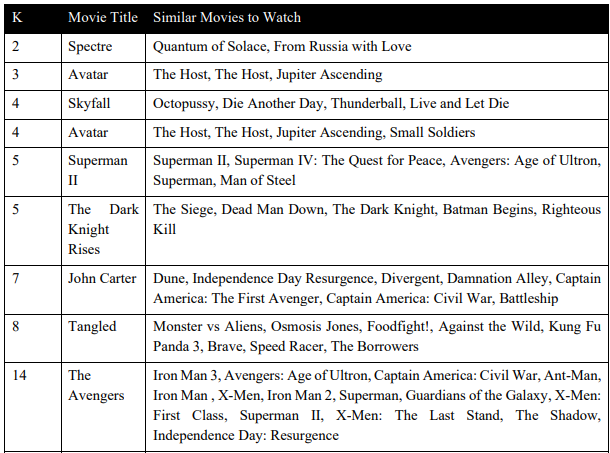 K Movie Title Similar Movies to Watch
2 Spectre Quantum of Solace, From Russia with Love
3 Avatar The Host, The Host, Jupiter Ascending
4 Skyfall Octopussy, Die Another Day, Thunderball, Live and Let Die
4 Avatar The Host, The Host, Jupiter Ascending, Small Soldiers
5 Superman II Superman II, Superman IV: The Quest for Peace, Avengers: Age of Ultron,
Superman, Man of Steel
5 The Dark Knight Rises The Siege, Dead Man Down, The Dark Knight, Batman Begins, Righteous
Kill
7 John Carter Dune, Independence Day Resurgence, Divergent, Damnation Alley, Captain
America: The First Avenger, Captain America: Civil War, Battleship
8 Tangled Monster vs Aliens, Osmosis Jones, Foodfight!, Against the Wild, Kung Fu
Panda 3, Brave, Speed Racer, The Borrowers
14 The Avengers Iron Man 3, Avengers: Age of Ultron, Captain America: Civil War, Ant-Man,
Iron Man , X-Men, Iron Man 2, Superman, Guardians of the Galaxy, X-Men:
First Class, Superman II, X-Men: The Last Stand, The Shadow,
Independence Day: Resurgence